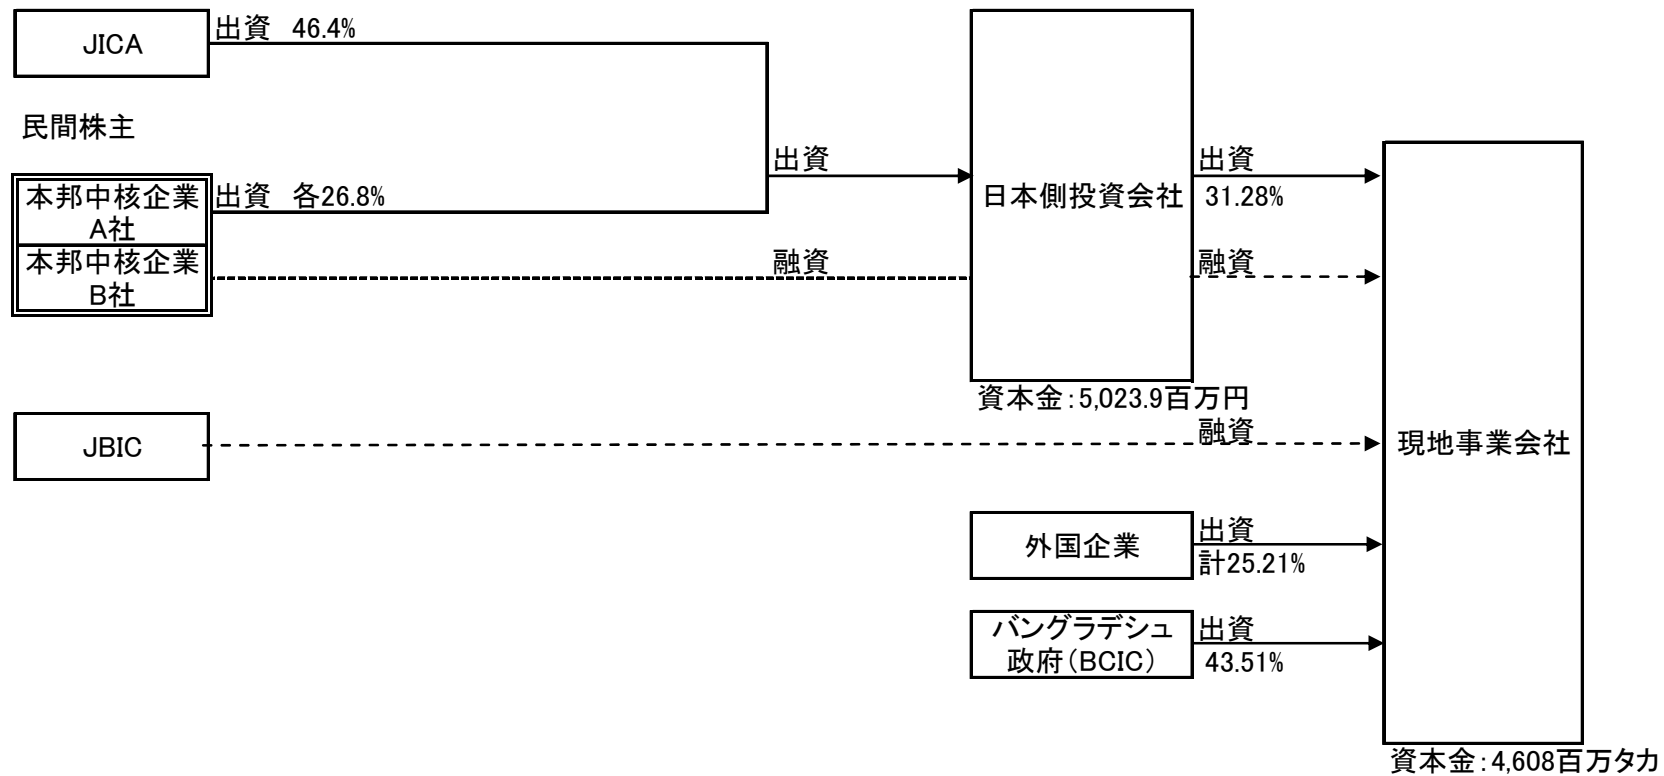 JICA
出資 46.4%
民間株主
本邦中核企業
A社
本邦中核企業
B社
出資 各26.8%
出資
融資
日本側投資会社
資本金:5,023.9百万円
出資
31.28%
融資
JBIC
融資
現地事業会社
外国企業
出資
計25.21%
バングラデシュ
政府(BCIC)
出資
43.51%
資本金:4,608百万タカ